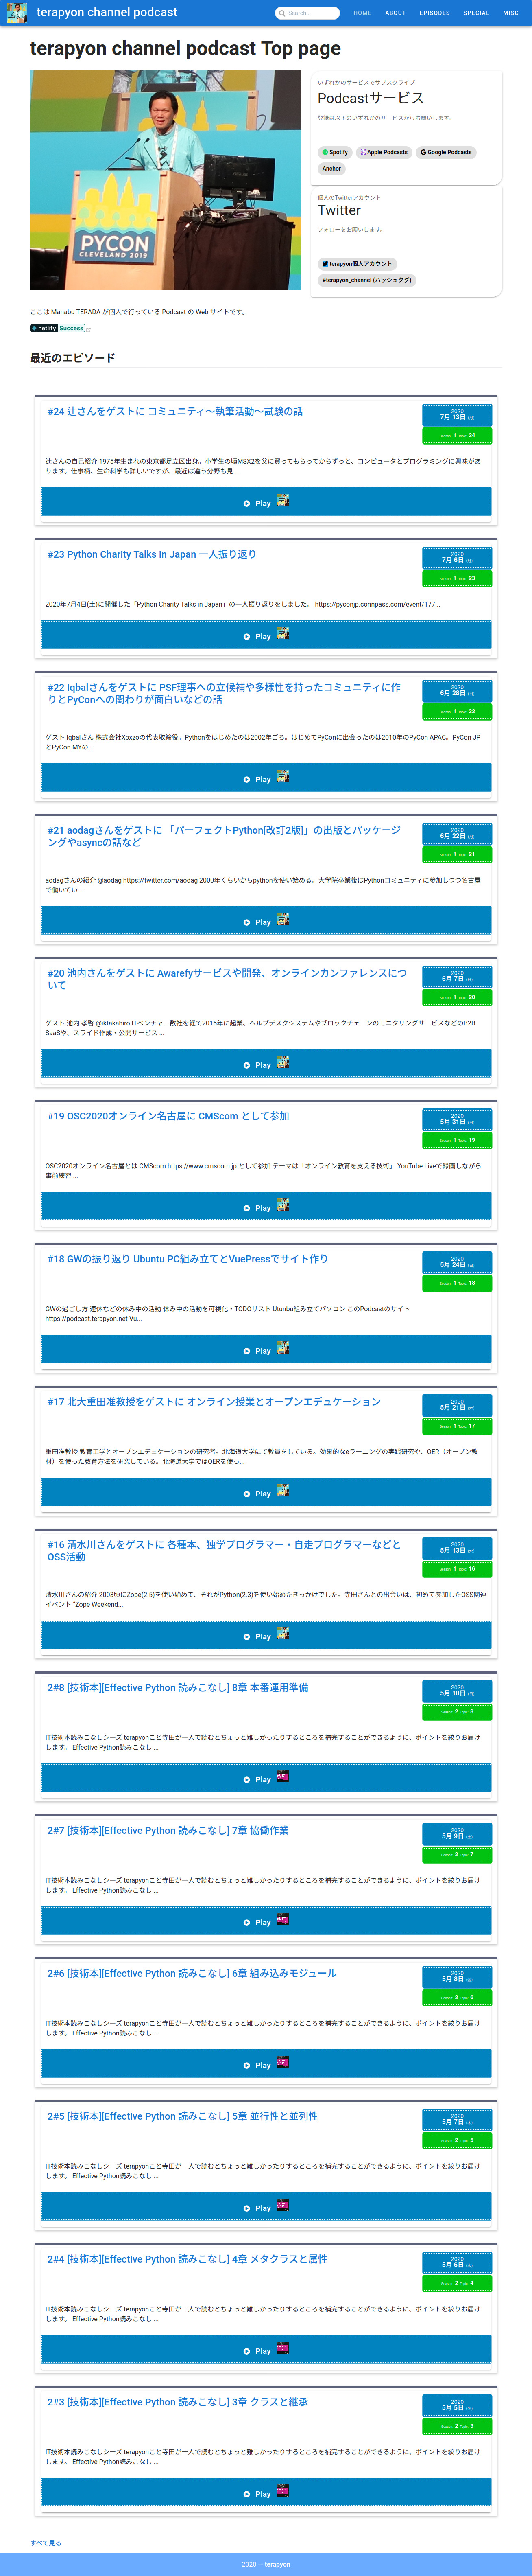 terapyon channel podcast
Search...
HOME
ABOUT
EPISODES
SPECIAL
MISC
terapyon channel podcast Top page
PYCON
CLEVELAND 2019
いずれかのサービスでサブスクライブ
Podcastサービス
登録は以下のいずれかのサービスからお願いします。
Spotify
Apple Podcasts
Google Podcasts
Anchor
個人のTwitterアカウント
Twitter
フォローをお願いします。
terapyon個人アカウント
#terapyon_channel (ハッシュタグ)
ここは Manabu TERADA が個人で行っている Podcast の Web サイトです。
netlify Success
最近のエピソード
#24 辻さんをゲストに コミュニティ〜執筆活動〜試験の話
2020
7月 13日 (月)
Season: 1 Topic: 24
辻さんの自己紹介 1975年生まれの東京都足立区出身。小学生の頃MSX2を父に買ってもらってからずっと、コンピュータとプログラミングに興味があ
ります。仕事柄、生命科学も詳しいですが、最近は違う分野も見...
Play
#23 Python Charity Talks in Japan 一人振り返り
2020
7月 6日 (月)
Season: 1 Topic: 23
2020年7月4日(土)に開催した「Python Charity Talks in Japan」の一人振り返りをしました。 https://pyconjp.connpass.com/event/177...
Play
#22 Iqbalさんをゲストに PSF理事への立候補や多様性を持ったコミュニティに作
りとPyConへの関わりが面白いなどの話
2020
6月 28日 (日)
Season: 1 Topic: 22
ゲスト Iqbalさん 株式会社Xoxzoの代表取締役。Pythonをはじめたのは2002年ごろ。はじめてPyConに出会ったのは2010年のPyCon APAC。PyCon JP
とPyCon MYの...
Play
#21 aodagさんをゲストに 「パーフェクトPython[改訂2版]」の出版とパッケージ
ングやasyncの話など
2020
6月 22日 (月)
Season: 1 Topic: 21
aodagさんの紹介 @aodag https://twitter.com/aodag 2000年くらいからpythonを使い始める。大学院卒業後はPythonコミュニティに参加しつつ名古屋
で働いてい...
Play
#20 池内さんをゲストに Awarefyサービスや開発、オンラインカンファレンスにつ
いて
2020
6月 7日 (日)
Season: 1 Topic: 20
ゲスト 池内 孝啓 @iktakahiro ITベンチャー数社を経て2015年に起業、ヘルプデスクシステムやブロックチェーンのモニタリングサービスなどのB2B
SaaSや、スライド作成・公開サービス ...
Play
#19 OSC2020オンライン名古屋に CMScom として参加
2020
5月 31日 (日)
Season: 1 Topic: 19
OSC2020オンライン名古屋とは CMScom https://www.cmscom.jp として参加 テーマは「オンライン教育を支える技術」 YouTube Liveで録画しながら
事前練習 ...
Play
#18 GWの振り返り Ubuntu PC組み立てとVuePressでサイト作り
2020
5月 24日 (日)
Season: 1 Topic: 18
GWの過ごし方 連休などの休み中の活動 休み中の活動を可視化・TODOリスト Utunbu組み立てパソコン このPodcastのサイト
https://podcast.terapyon.net Vu...
Play
#17 北大重田准教授をゲストに オンライン授業とオープンエデュケーション
2020
5月 21日 (木)
Season: 1 Topic: 17
重田准教授 教育工学とオープンエデュケーションの研究者。北海道大学にて教員をしている。効果的なeラーニングの実践研究や、OER（オープン教
材）を使った教育方法を研究している。北海道大学ではOERを使っ...
Play
#16 清水川さんをゲストに 各種本、独学プログラマー・自走プログラマーなどと
OSS活動
2020
5月 13日 (水)
Season: 1 Topic: 16
清水川さんの紹介 2003頃にZope(2.5)を使い始めて、それがPython(2.3)を使い始めたきっかけでした。寺田さんとの出会いは、初めて参加したOSS関連
イベント "Zope Weekend...
Play
2#8 [技術本][Effective Python 読みこなし] 8章 本番運用準備
2020
5月 10日 (日)
Season: 2 Topic: 8
IT技術本読みこなしシーズ terapyonこと寺田が一人で読むとちょっと難しかったりするところを補完することができるように、ポイントを絞りお届け
します。 Effective Python読みこなし ...
Play
2#7 [技術本][Effective Python 読みこなし] 7章 協働作業
2020
5月 9日 (土)
Season: 2 Topic: 7
IT技術本読みこなしシーズ terapyonこと寺田が一人で読むとちょっと難しかったりするところを補完することができるように、ポイントを絞りお届け
します。 Effective Python読みこなし ...
Play
2#6 [技術本][Effective Python 読みこなし] 6章 組み込みモジュール
2020
5月 8日 (金)
Season: 2 Topic: 6
IT技術本読みこなしシーズ terapyonこと寺田が一人で読むとちょっと難しかったりするところを補完することができるように、ポイントを絞りお届け
します。 Effective Python読みこなし ...
Play
2#5 [技術本][Effective Python 読みこなし] 5章 並行性と並列性
2020
5月 7日 (木)
Season: 2 Topic: 5
IT技術本読みこなしシーズ terapyonこと寺田が一人で読むとちょっと難しかったりするところを補完することができるように、ポイントを絞りお届け
します。 Effective Python読みこなし ...
Play
2#4 [技術本][Effective Python 読みこなし] 4章 メタクラスと属性
2020
5月 6日 (水)
Season: 2 Topic: 4
IT技術本読みこなしシーズ terapyonこと寺田が一人で読むとちょっと難しかったりするところを補完することができるように、ポイントを絞りお届け
します。 Effective Python読みこなし ...
Play
2#3 [技術本][Effective Python 読みこなし] 3章 クラスと継承
2020
5月 5日 (火)
Season: 2 Topic: 3
IT技術本読みこなしシーズ terapyonこと寺田が一人で読むとちょっと難しかったりするところを補完することができるように、ポイントを絞りお届け
します。 Effective Python読みこなし ...
Play
すべて見る
2020 — terapyon